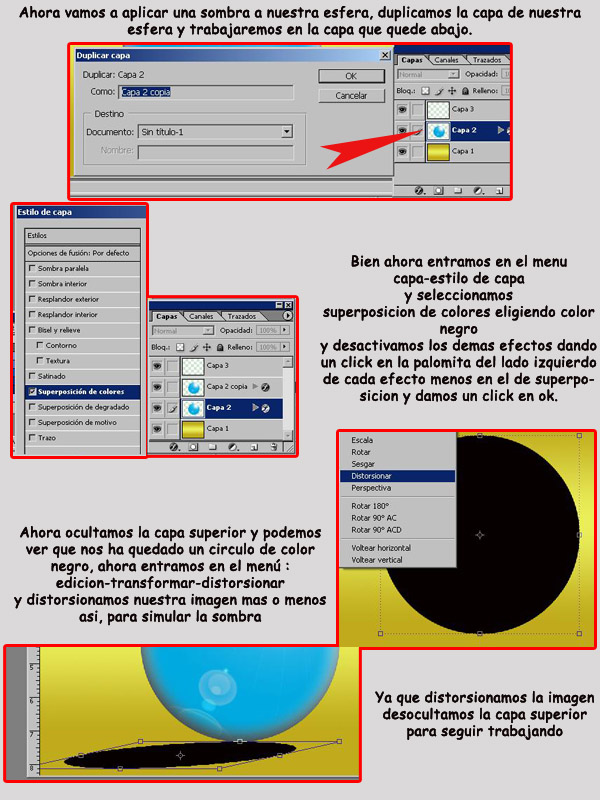 Ahora vamos a aplicar una sombra a nuestra esfera, duplicamos la capa de nuestra
esfera y trabajaremos en la capa que quede abajo.
Duplicar capa
Duplicar: Capa 2
Como: Capa 2 copia
Destino
Documento: Sin título-1
Nombre:
OK
Cancelar
Capas Canales Trazados
Normal Opacidad: 100%
Bloq.: Relleno: 100%
Capa 3
Capa 2
Capa 1
Estilo de capa
Estilos
Opciones de fusión: Por defecto
Sombra paralela
Sombra interior
Resplandor exterior
Resplandor interior
Bisel y relieve
Contorno
Textura
Satinado
Superposición de colores
Superposición de degradado
Superposición de motivo
Trazo
Capas Canales Trazados
Normal Opacidad: 100%
Bloq.: Relleno: 100%
Capa 3
Capa 2 copia
Capa 2
Capa 1
Bien ahora entramos en el menu
capa-estilo de capa
y seleccionamos
superposicion de colores eligiendo color
negro
y desactivamos los demas efectos dando
un click en la palomita del lado izquierdo
de cada efecto menos en el de superpo-
sicion y damos un click en ok.
Escala
Rotar
Sesgar
Distorsionar
Perspectiva
Rotar 180°
Rotar 90° AC
Rotar 90° ACD
Voltear horizontal
Voltear vertical
Ahora ocultamos la capa superior y podemos
ver que nos ha quedado un circulo de color
negro, ahora entramos en el menú :
edicion-transformar-distorsionar
y distorsionamos nuestra imagen mas o menos
asi, para simular la sombra
5
6
7
8
Ya que distorsionamos la imagen
desocultamos la capa superior
para seguir trabajando